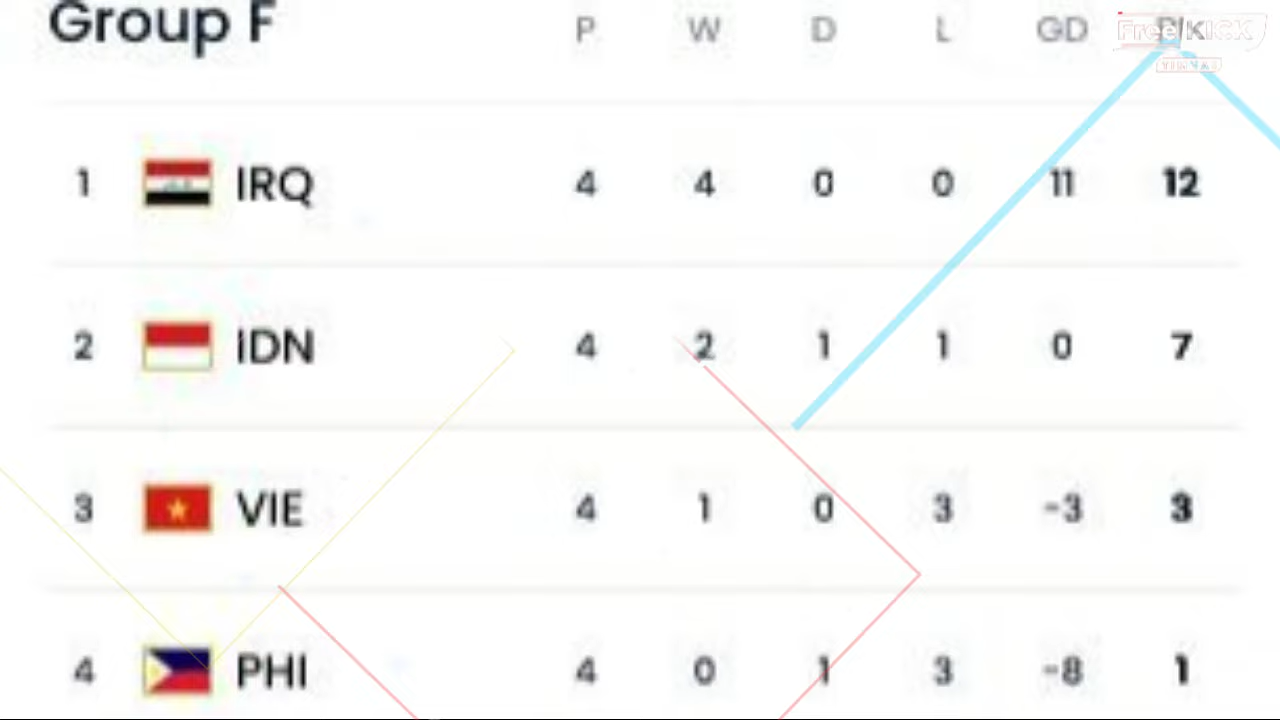 Group F P W D L GD
FreeKICK
1 IRQ 4 4 0 0 11 12
2 IDN 4 2 1 1 0 7
3 VIE 4 1 0 3 -3 3
4 PHI 4 0 1 3 -8 1